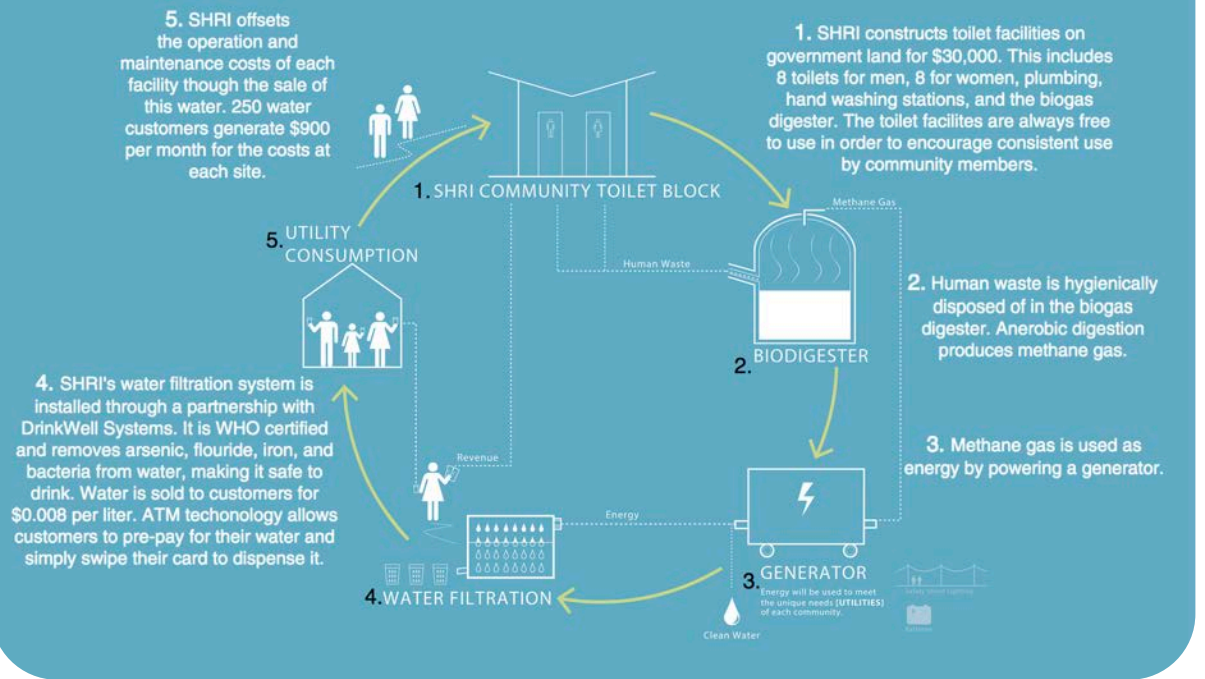 5. SHRI offsets
the operation and
maintenance costs of each
facility though the sale of
this water. 250 water
customers generate $900
per month for the costs at
each site.
1. SHRI constructs toilet facilities on
government land for $30,000. This includes
8 toilets for men, 8 for women, plumbing,
hand washing stations, and the biogas
digester. The toilet facilites are always free
to use in order to encourage consistent use
by community members.
1. SHRI COMMUNITY TOILET BLOCK
Methane Gas
5. UTILITY
CONSUMPTION
Human Waste
2. Human waste is hygienically
disposed of in the biogas
digester. Anerobic digestion
produces methane gas.
2. BIODIGESTER
4. SHRI's water filtration system is
installed through a partnership with
DrinkWell Systems. It is WHO certified
and removes arsenic, flouride, iron, and
bacteria from water, making it safe to
drink. Water is sold to customers for
$0.008 per liter. ATM techonology allows
customers to pre-pay for their water and
simply swipe their card to dispense it.
3. Methane gas is used as
energy by powering a generator.
Revenue
Energy
3. GENERATOR
Energy will be used to meet
the unique needs [UTILITIES]
of each community.
4. WATER FILTRATION
Clean Water
Batteries